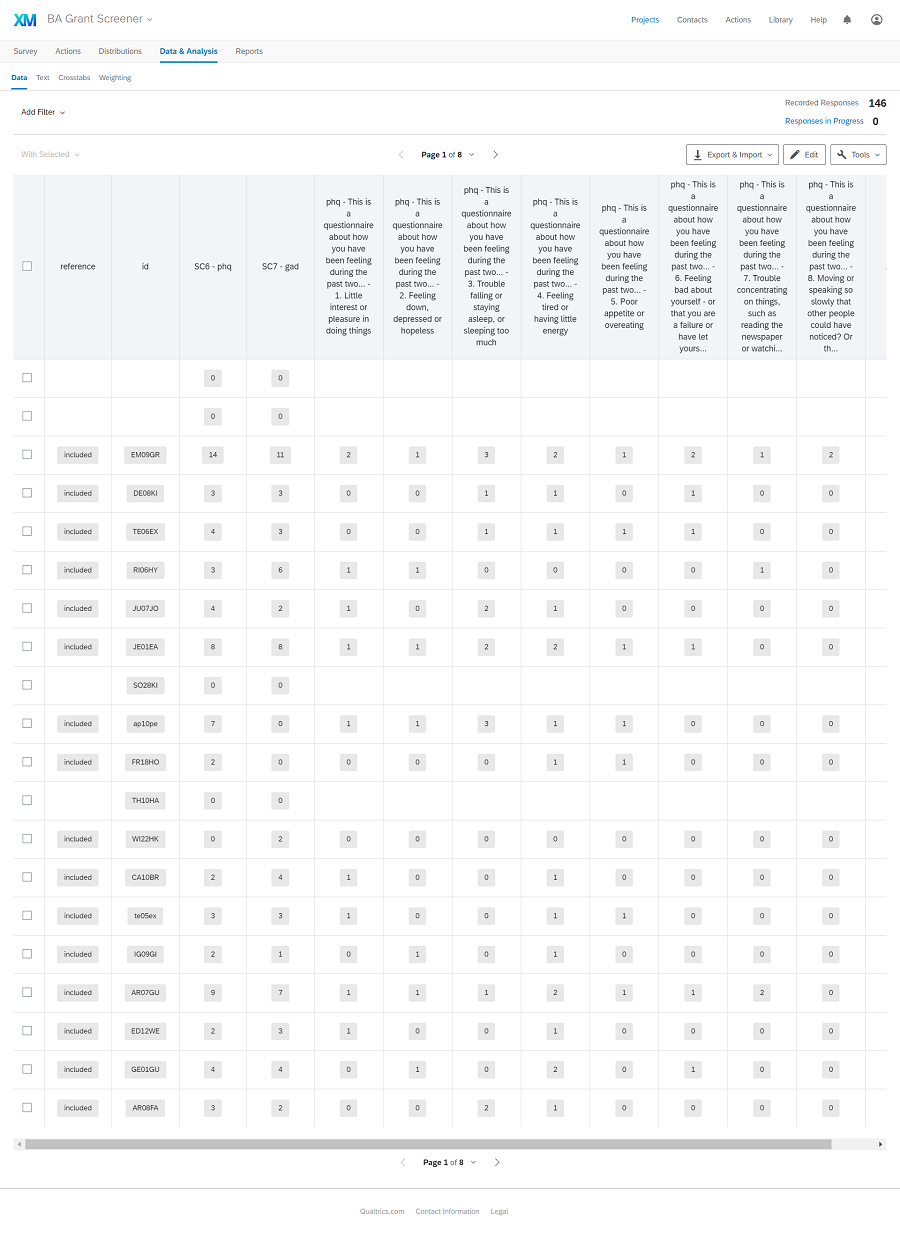 XM BA Grant Screener Projects Contacts Actions Library Help
Survey Actions Distributions Data & Analysis Reports
Data Text Crosstabs Weighting
Recorded Responses 146
Add Filter
Responses in Progress 0
With Selected Page 1 of 8 Export & Import Edit Tools
reference
id
SC6 - phq
SC7 - gad
phq - This is
a
questionnaire
about how
you have
been feeling
during the
past two... -
1. Little
interest or
pleasure in
doing things
phq - This is
a
questionnaire
about how
you have
been feeling
during the
past two... -
2. Feeling
down,
depressed or
hopeless
phq - This is
a
questionnaire
about how
you have
been feeling
during the
past two... -
3. Trouble
falling or
staying
asleep, or
sleeping too
much
phq - This is
a
questionnaire
about how
you have
been feeling
during the
past two... -
4. Feeling
tired or
having little
energy
phq - This is
a
questionnaire
about how
you have
been feeling
during the
past two... -
5. Poor
appetite or
overeating
phq - This is
a
questionnaire
about how
you have
been feeling
during the
past two... -
6. Feeling
bad about
yourself - or
that you are
a failure or
have let
yours...
phq - This is
a
questionnaire
about how
you have
been feeling
during the
past two... -
7. Trouble
concentrating
on things,
such as
reading the
newspaper
or watchi...
phq - This is
a
questionnaire
about how
you have
been feeling
during the
past two... -
8. Moving or
speaking so
slowly that
other people
could have
noticed? Or
th...
0 0
0 0
included EM09GR 14 11 2 1 3 2 1 2 1 2
included DE08KI 3 3 0 0 1 1 0 1 0 0
included TE06EX 4 3 0 0 1 1 1 1 0 0
included RI06HY 3 6 1 1 0 0 0 0 1 0
included JU07JO 4 2 1 0 2 1 0 0 0 0
included JE01EA 8 8 1 1 2 2 1 1 0 0
SO28KI 0 0
included ap10pe 7 0 1 1 3 1 1 0 0 0
included FR18HO 2 0 0 0 0 1 1 0 0 0
TH10HA 0 0
included WI22HK 0 2 0 0 0 0 0 0 0 0
included CA10BR 2 4 1 0 0 1 0 0 0 0
included te05ex 3 3 1 0 0 1 1 0 0 0
included IG09GI 2 1 0 1 0 1 0 0 0 0
included AR07GU 9 7 1 1 1 2 1 1 2 0
included ED12WE 2 3 1 0 0 1 0 0 0 0
included GE01GU 4 4 0 1 0 2 0 1 0 0
included AR08FA 3 2 0 0 2 1 0 0 0 0
Page 1 of 8
Qualtrics.com Contact Information Legal